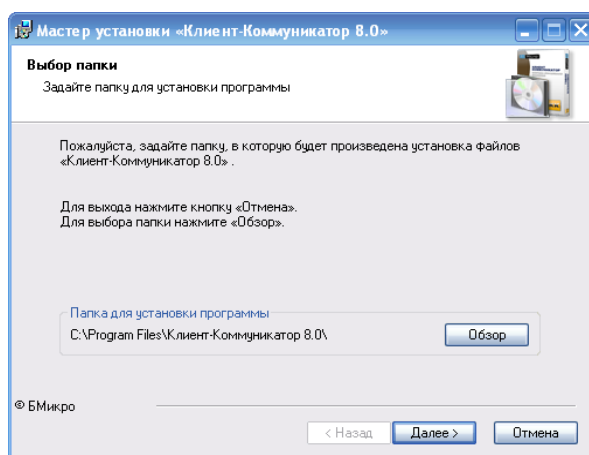 Мастер установки «Клиент-Коммуникатор 8.0»
Выбор папки
Задайте папку для установки программы
Пожалуйста, задайте папку, в которую будет произведена установка файлов
«Клиент-Коммуникатор 8.0» .
Для выхода нажмите кнопку «Отмена».
Для выбора папки нажмите «Обзор».
Папка для установки программы
C:\Program Files\Клиент-Коммуникатор 8.0\
Обзор
© БМикро
< Назад
Далее >
Отмена